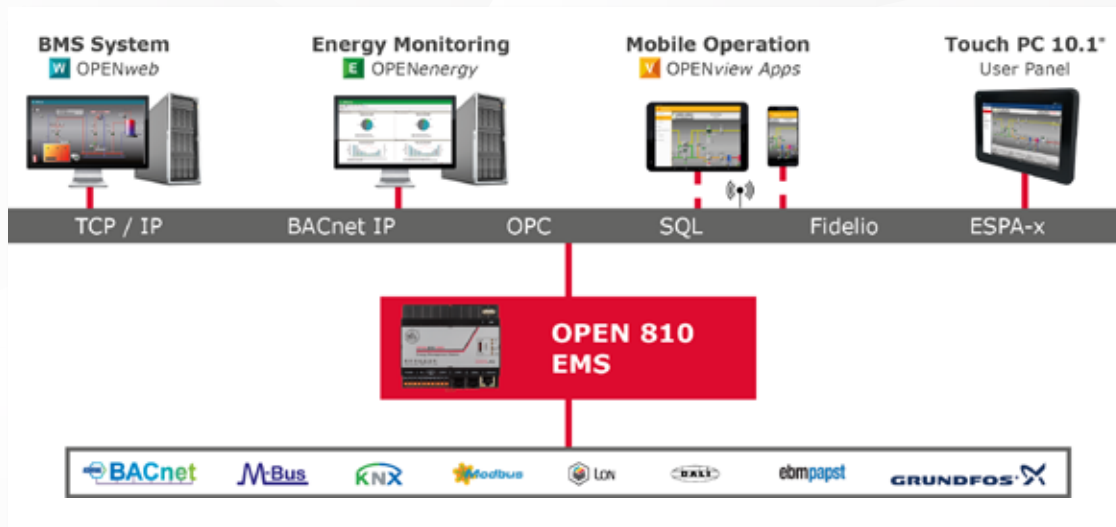 BMS System
W OPENweb
Energy Monitoring
E OPENenergy
Mobile Operation
V OPENview Apps
Touch PC 10.1"
User Panel
TCP / IP BACnet IP OPC SQL Fidelio ESPA-x
OPEN 810
EMS
BACnet M-Bus KNX Modbus LON DALI ebmpapst GRUNDFOS X